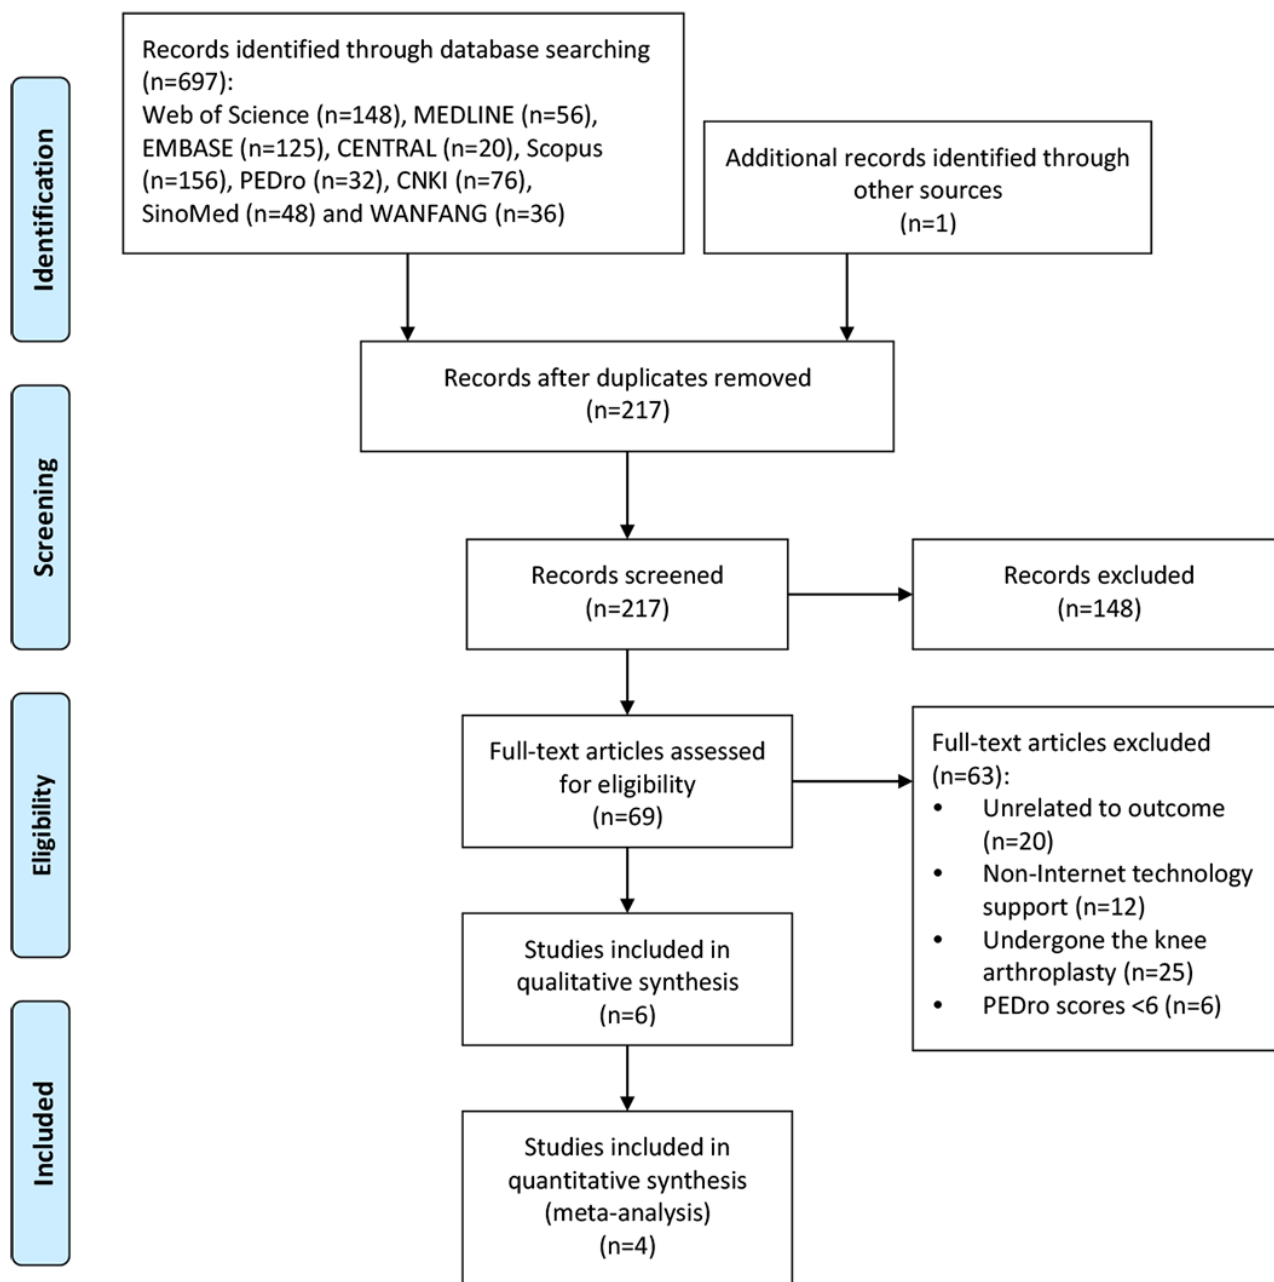 Identification
Records identified through database searching
(n=697):
Web of Science (n=148), MEDLINE (n=56),
EMBASE (n=125), CENTRAL (n=20), Scopus
(n=156), PEDro (n=32), CNKI (n=76),
SinoMed (n=48) and WANFANG (n=36)
Additional records identified through
other sources
(n=1)
Records after duplicates removed
(n=217)
Screening
Records screened
(n=217)
Records excluded
(n=148)
Eligibility
Full-text articles assessed
for eligibility
(n=69)
Full-text articles excluded
(n=63):
• Unrelated to outcome
(n=20)
• Non-Internet technology
support (n=12)
• Undergone the knee
arthroplasty (n=25)
• PEDro scores <6 (n=6)
Studies included in
qualitative synthesis
(n=6)
Included
Studies included in
quantitative synthesis
(meta-analysis)
(n=4)